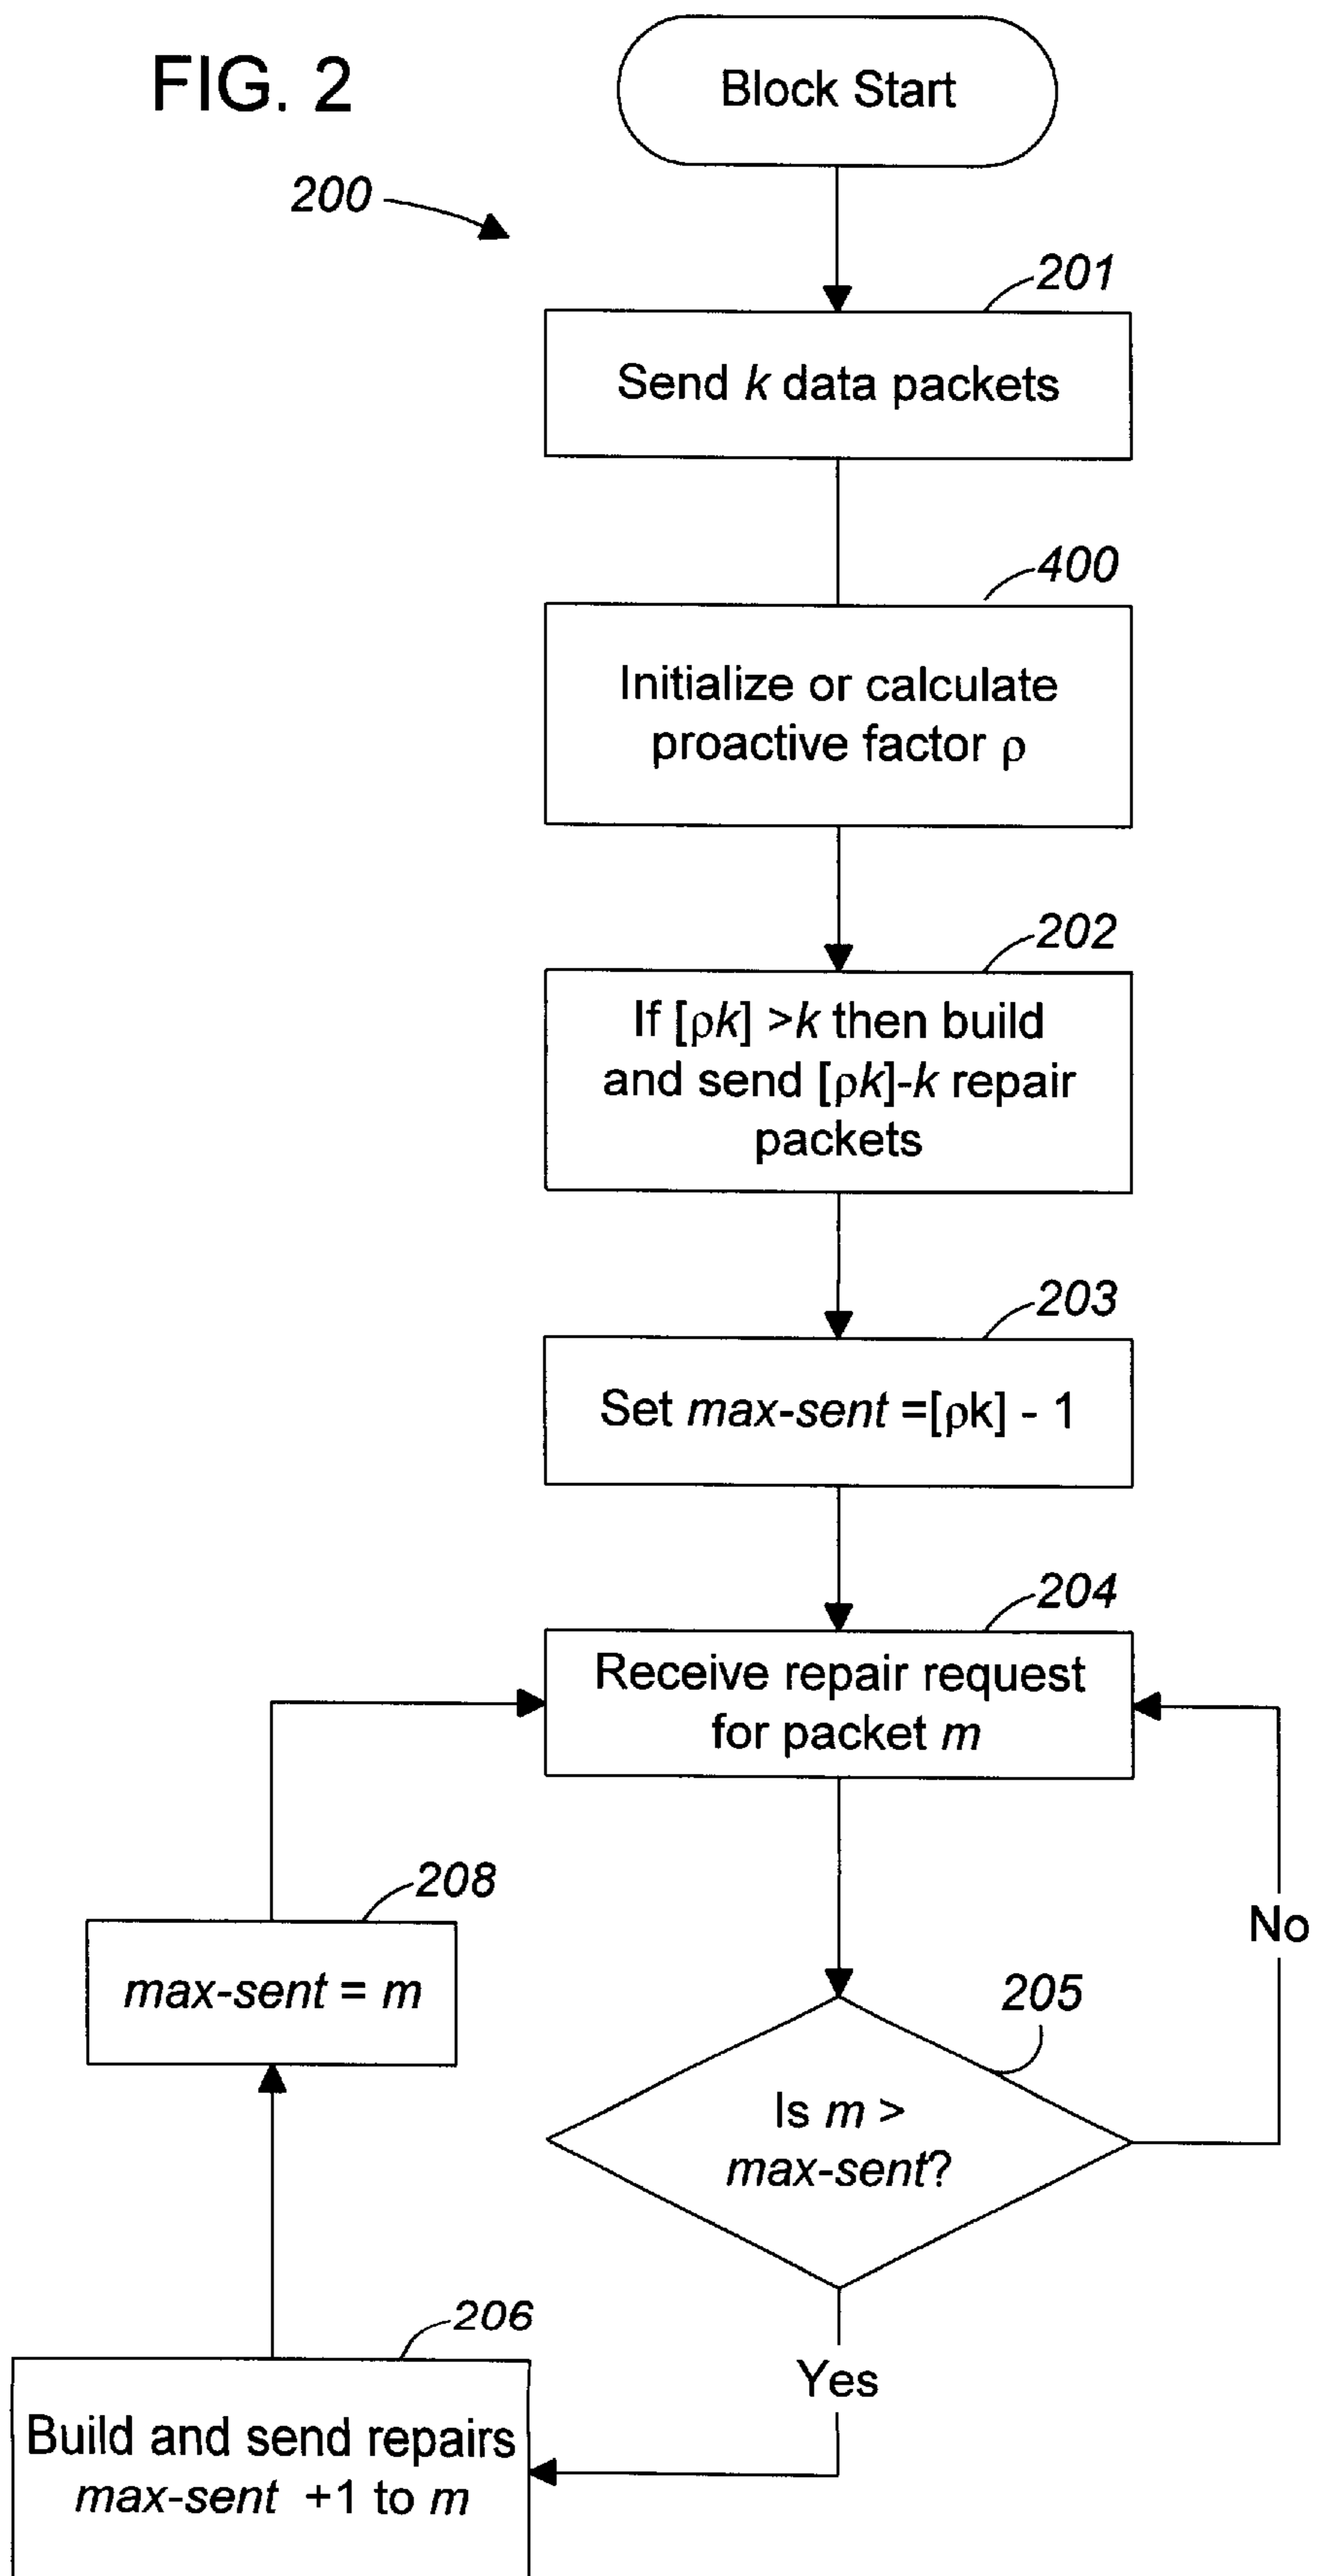 FIG. 2
Block Start
200
201
Send k data packets
400
Initialize or calculate
proactive factor ρ
202
If [ρk] >k then build
and send [ρk]-k repair
packets
203
Set max-sent =[ρk] - 1
204
Receive repair request
for packet m
208
max-sent = m
No
205
Is m >
max-sent?
206
Yes
Build and send repairs
max-sent +1 to m